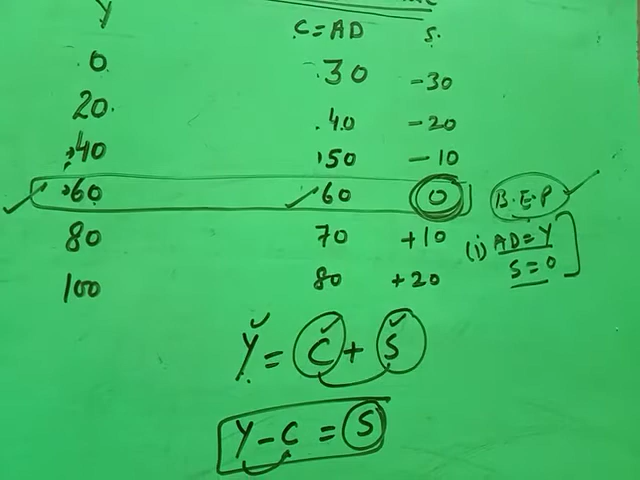 Y C = AD S.
0 30 -30
20 40 -20
40 50 -10
60 60 0 B.E.P
80 70 +10 (i) AD = Y
S = 0
100 80 +20
Y = C + S
Y - C = S